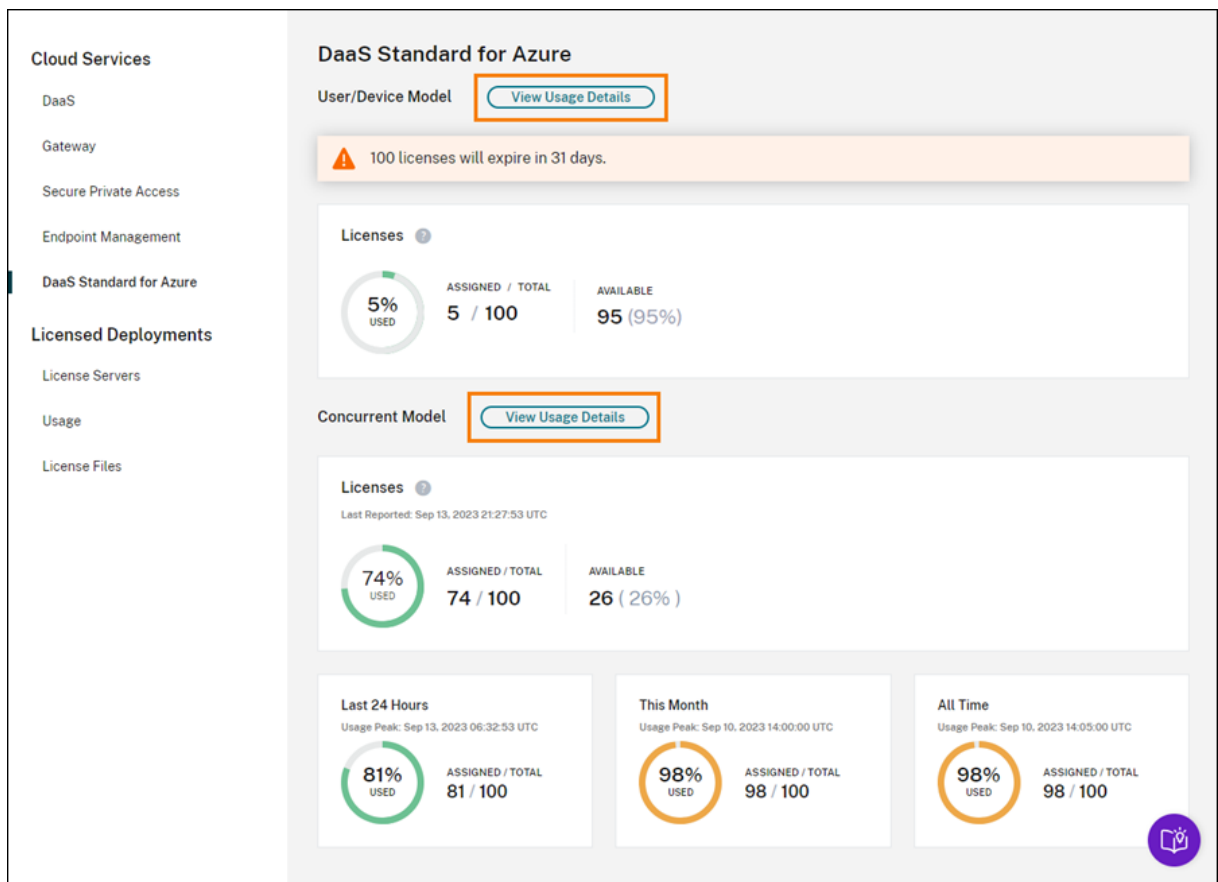 Cloud Services
DaaS
Gateway
Secure Private Access
Endpoint Management
DaaS Standard for Azure
Licensed Deployments
License Servers
Usage
License Files
DaaS Standard for Azure
User/Device Model View Usage Details
100 licenses will expire in 31 days.
Licenses ?
5% USED
ASSIGNED / TOTAL
5 / 100
AVAILABLE
95 (95%)
Concurrent Model View Usage Details
Licenses ?
Last Reported: Sep 13, 2023 21:27:53 UTC
74% USED
ASSIGNED / TOTAL
74 / 100
AVAILABLE
26 ( 26% )
Last 24 Hours
Usage Peak: Sep 13, 2023 06:32:53 UTC
81% USED
ASSIGNED / TOTAL
81 / 100
This Month
Usage Peak: Sep 10, 2023 14:00:00 UTC
98% USED
ASSIGNED / TOTAL
98 / 100
All Time
Usage Peak: Sep 10, 2023 14:05:00 UTC
98% USED
ASSIGNED / TOTAL
98 / 100